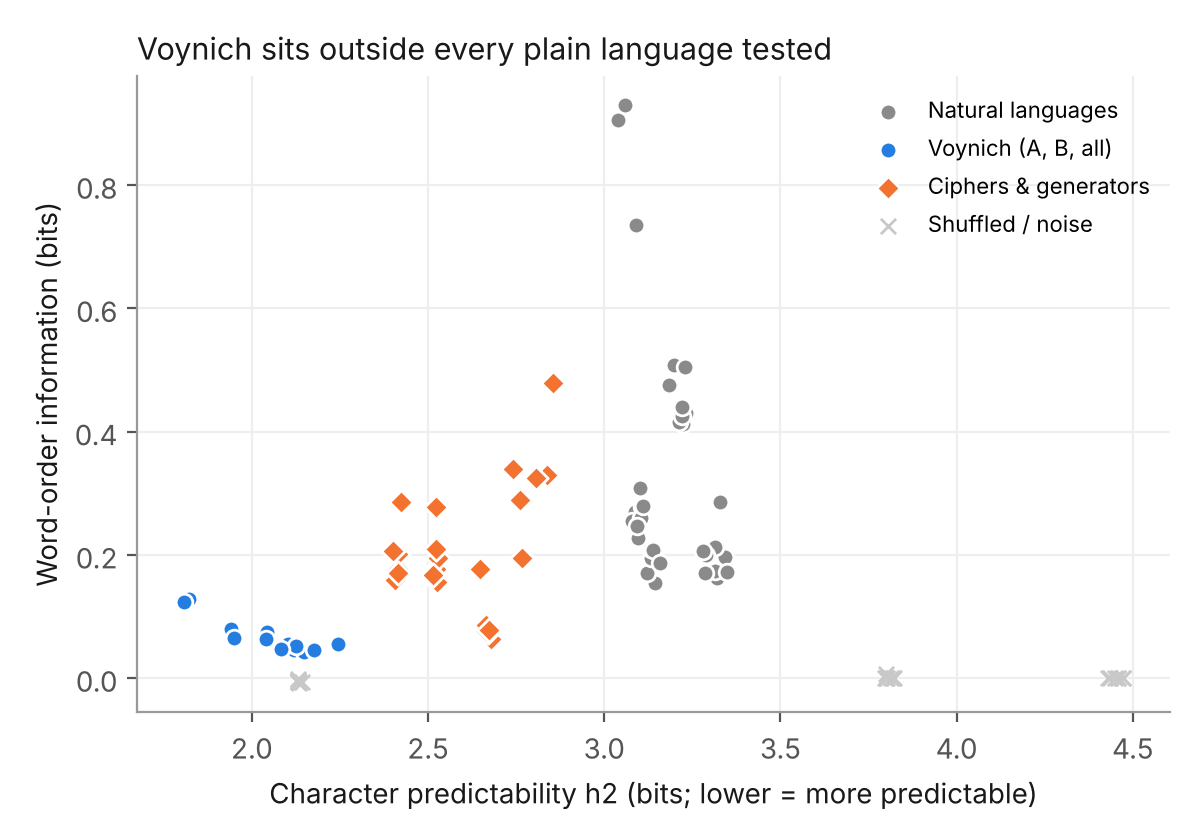 Voynich sits outside every plain language tested
Natural languages
Voynich (A, B, all)
Ciphers & generators
Shuffled / noise
Word-order information (bits)
0.8
0.6
0.4
0.2
0.0
2.0 2.5 3.0 3.5 4.0 4.5
Character predictability h2 (bits; lower = more predictable)